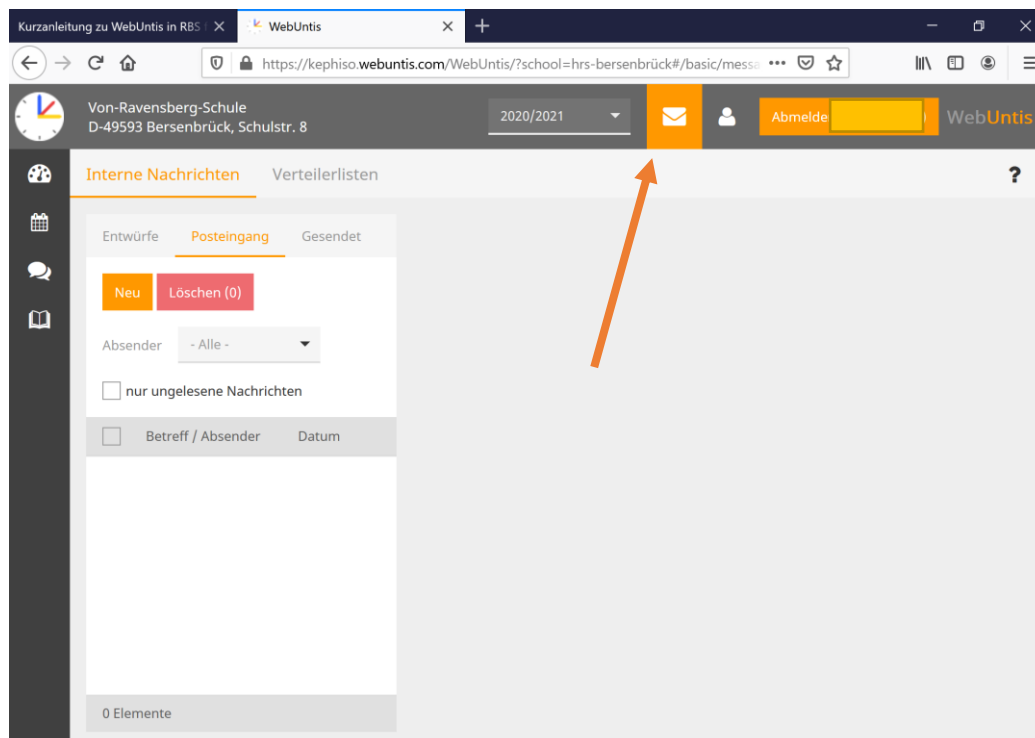 Kurzanleitung zu WebUntis in RBS
WebUntis
https://kephiso.webuntis.com/WebUntis/?school=hrs-bersenbrück#/basic/messa
Von-Ravensberg-Schule
D-49593 Bersenbrück, Schulstr. 8
2020/2021
Abmelde
WebUntis
Interne Nachrichten Verteilerlisten ?
Entwürfe Posteingang Gesendet
Neu Löschen (0)
Absender - Alle -
nur ungelesene Nachrichten
Betreff / Absender Datum
0 Elemente